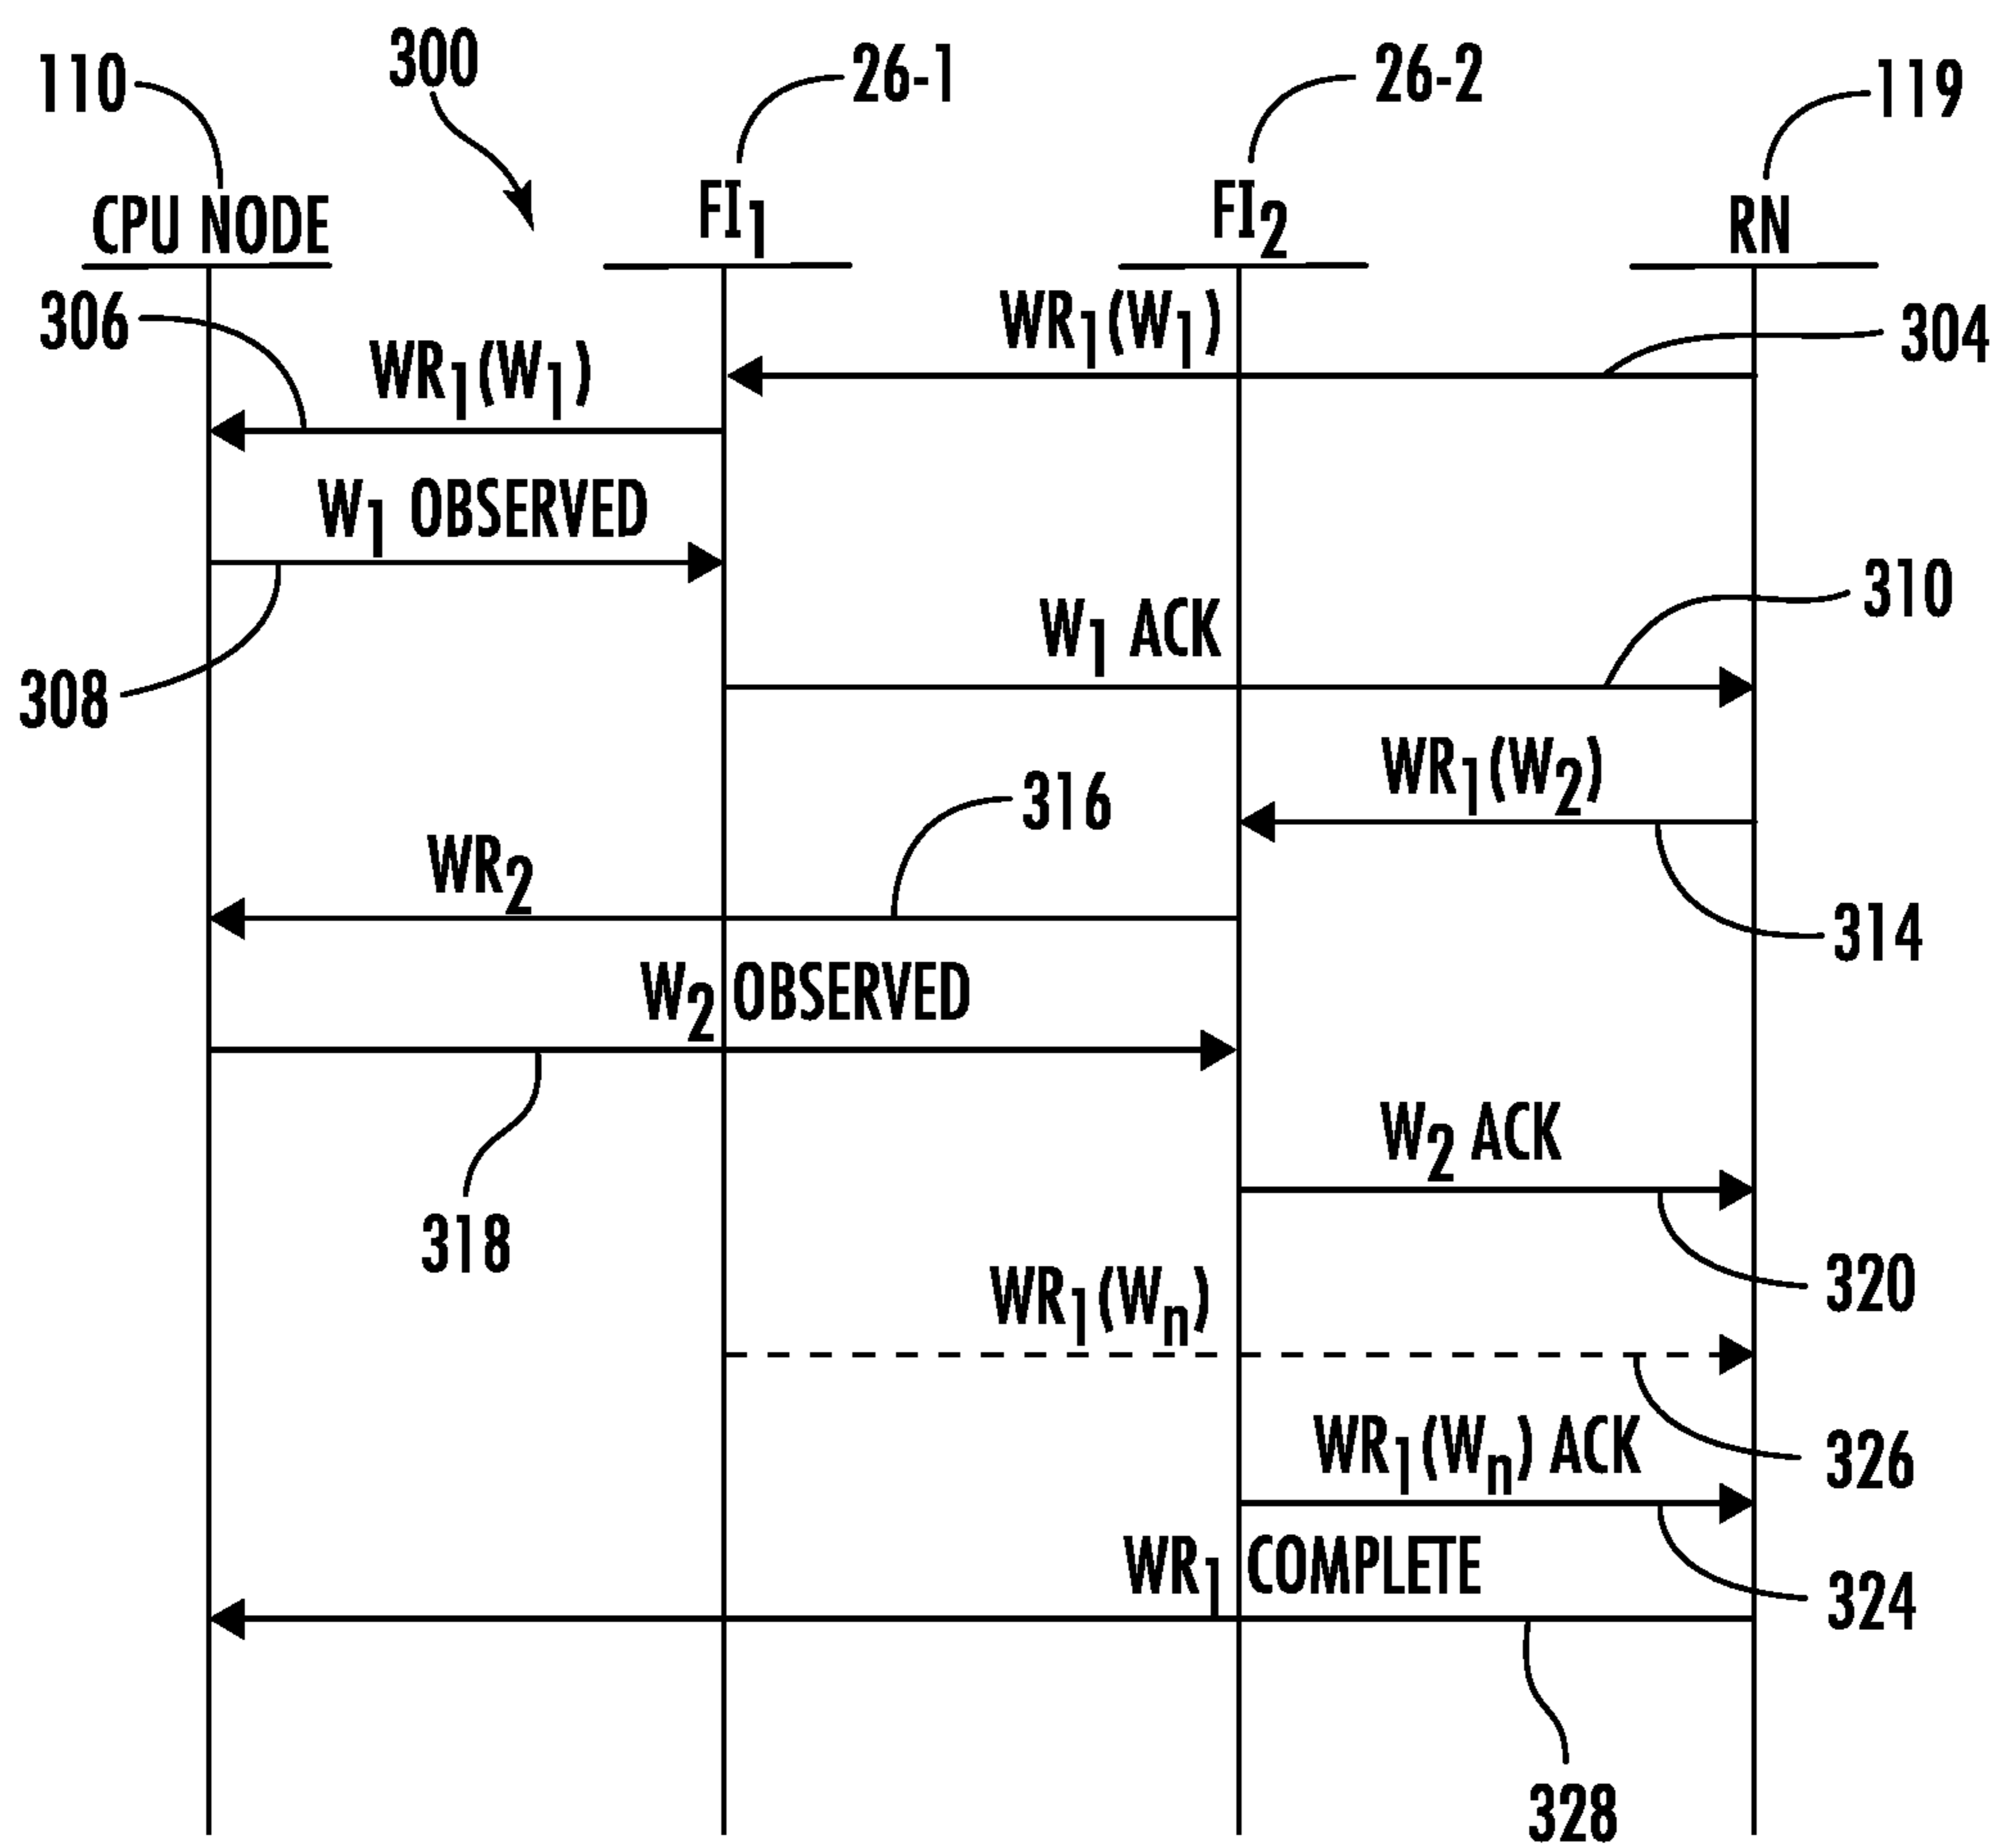 110
300
26-1
26-2
119
CPU NODE
FI1
FI2
RN
306
WR1(W1)
304
WR1(W1)
W1 OBSERVED
308
W1 ACK
310
WR1(W2)
316
WR2
314
W2 OBSERVED
318
W2 ACK
320
WR1(Wn)
326
WR1(Wn) ACK
324
WR1 COMPLETE
328